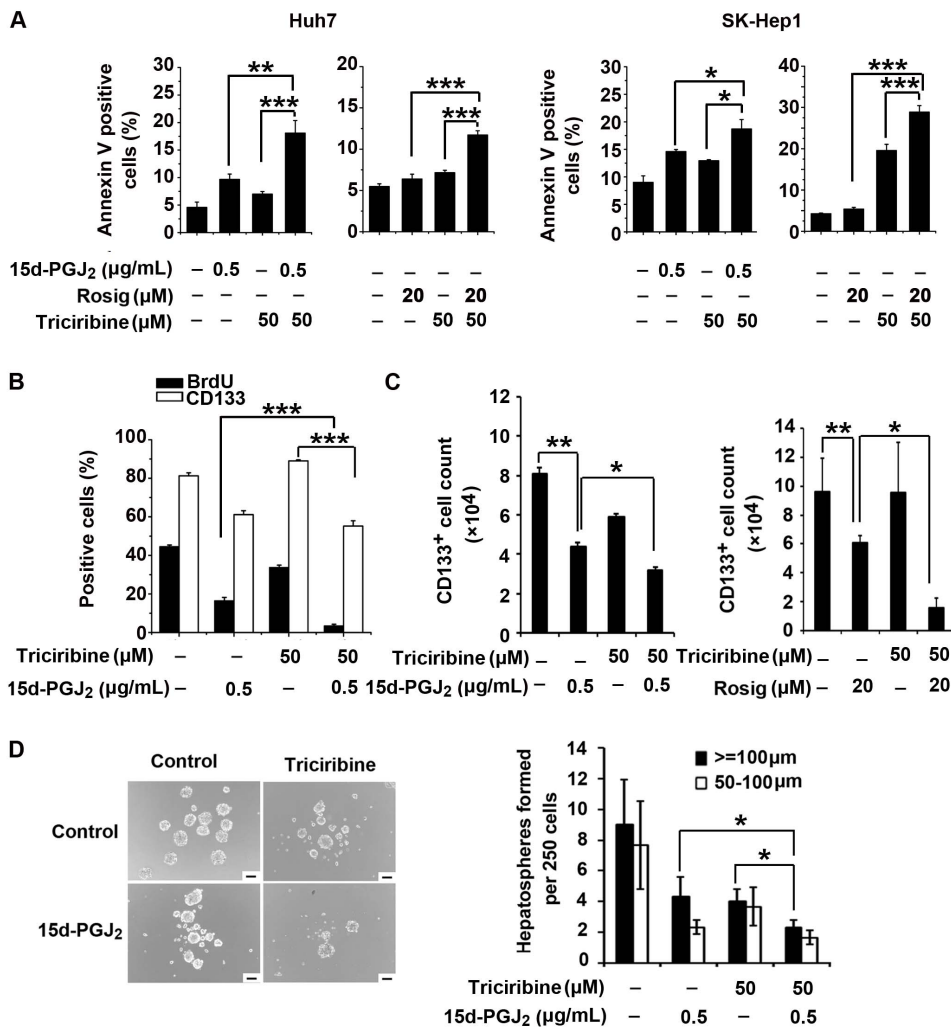 A
Huh7
SK-Hep1
Annexin V positive
cells (%)
30
25
20
15
10
5
0
**
***
20
15
10
5
0
***
***
Annexin V positive
cells (%)
30
25
20
15
10
5
0
*
*
40
30
20
10
0
***
***
15d-PGJ2 (µg/mL) – 0.5 – 0.5 – 0.5 – 0.5
Rosig (µM) – 20 – 20 – 20 – 20
Triciribine (µM) – – 50 50 – – 50 50 – – 50 50 – – 50 50
B
BrdU
CD133
Positive cells (%)
100
80
60
40
20
0
***
***
Triciribine (µM) – – 50 50
15d-PGJ2 (µg/mL) – 0.5 – 0.5
C
CD133+ cell count
(×104)
12
10
8
6
4
2
0
**
*
Triciribine (µM) – – 50 50
15d-PGJ2 (µg/mL) – 0.5 – 0.5
CD133+ cell count
(×104)
14
12
10
8
6
4
2
0
**
*
Triciribine (µM) – – 50 50
Rosig (µM) – 20 – 20
D
Control
Triciribine
Control
15d-PGJ2
Hepatospheres formed
per 250 cells
14
12
10
8
6
4
2
0
>=100µm
50-100µm
*
*
Triciribine (µM) – – 50 50
15d-PGJ2 (µg/mL) – 0.5 – 0.5